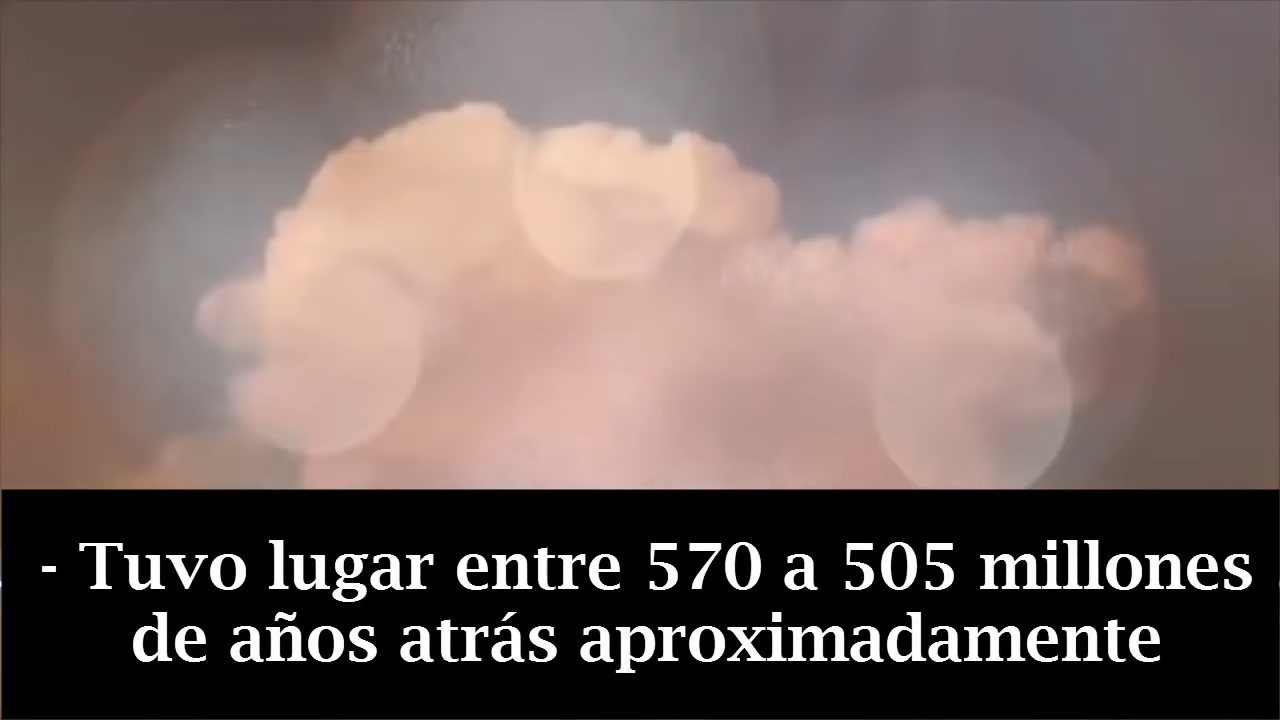 - Tuvo lugar entre 570 a 505 millones
de años atrás aproximadamente